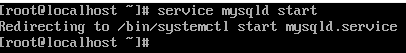 [root@localhost ~]# service mysqld start
Redirecting to /bin/systemctl start mysqld.service
[root@localhost ~]#